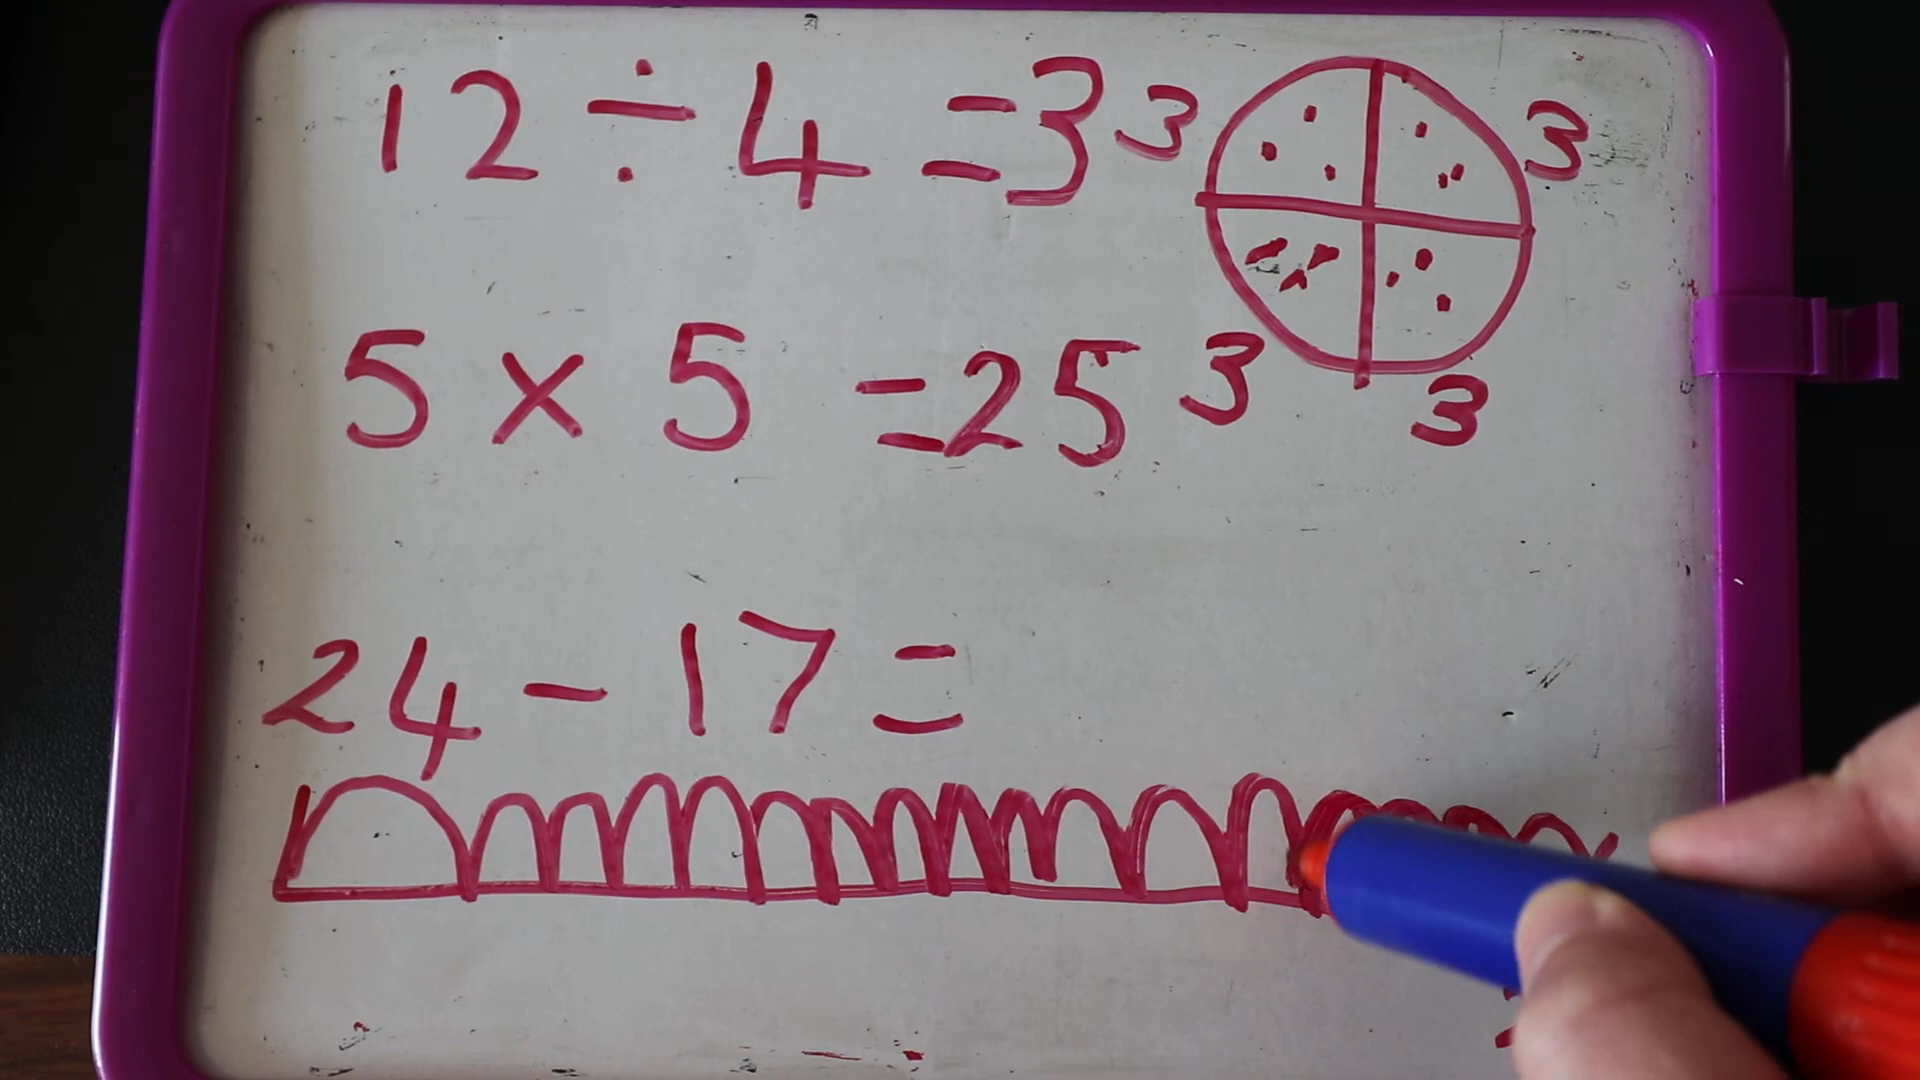 12 ÷ 4 = 3
3 3
5 × 5 = 25
3 3
24 - 17 =